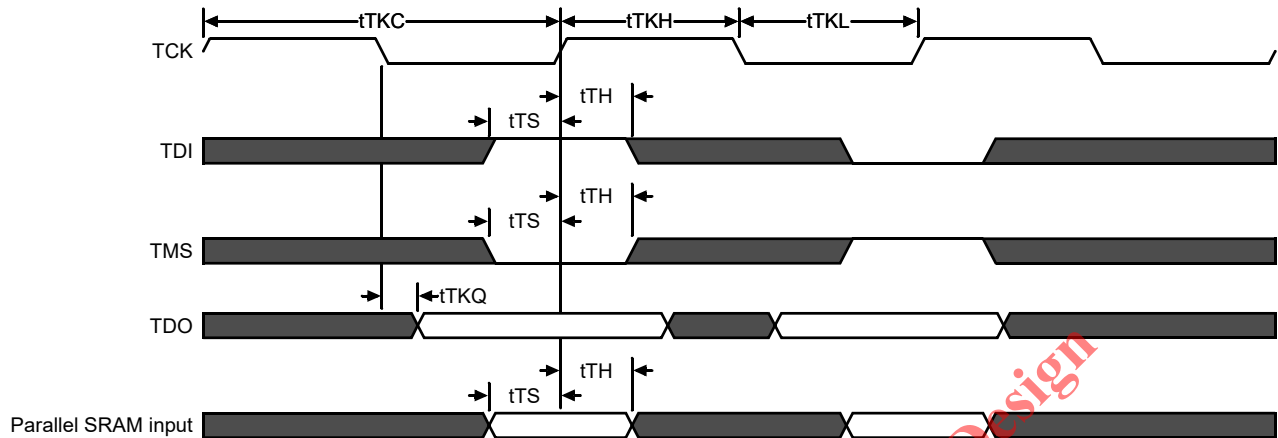 tTKC
tTKH
tTKL
TCK
tTH
tTS
TDI
tTH
tTS
TMS
tTKQ
TDO
tTH
tTS
Parallel SRAM input
Design